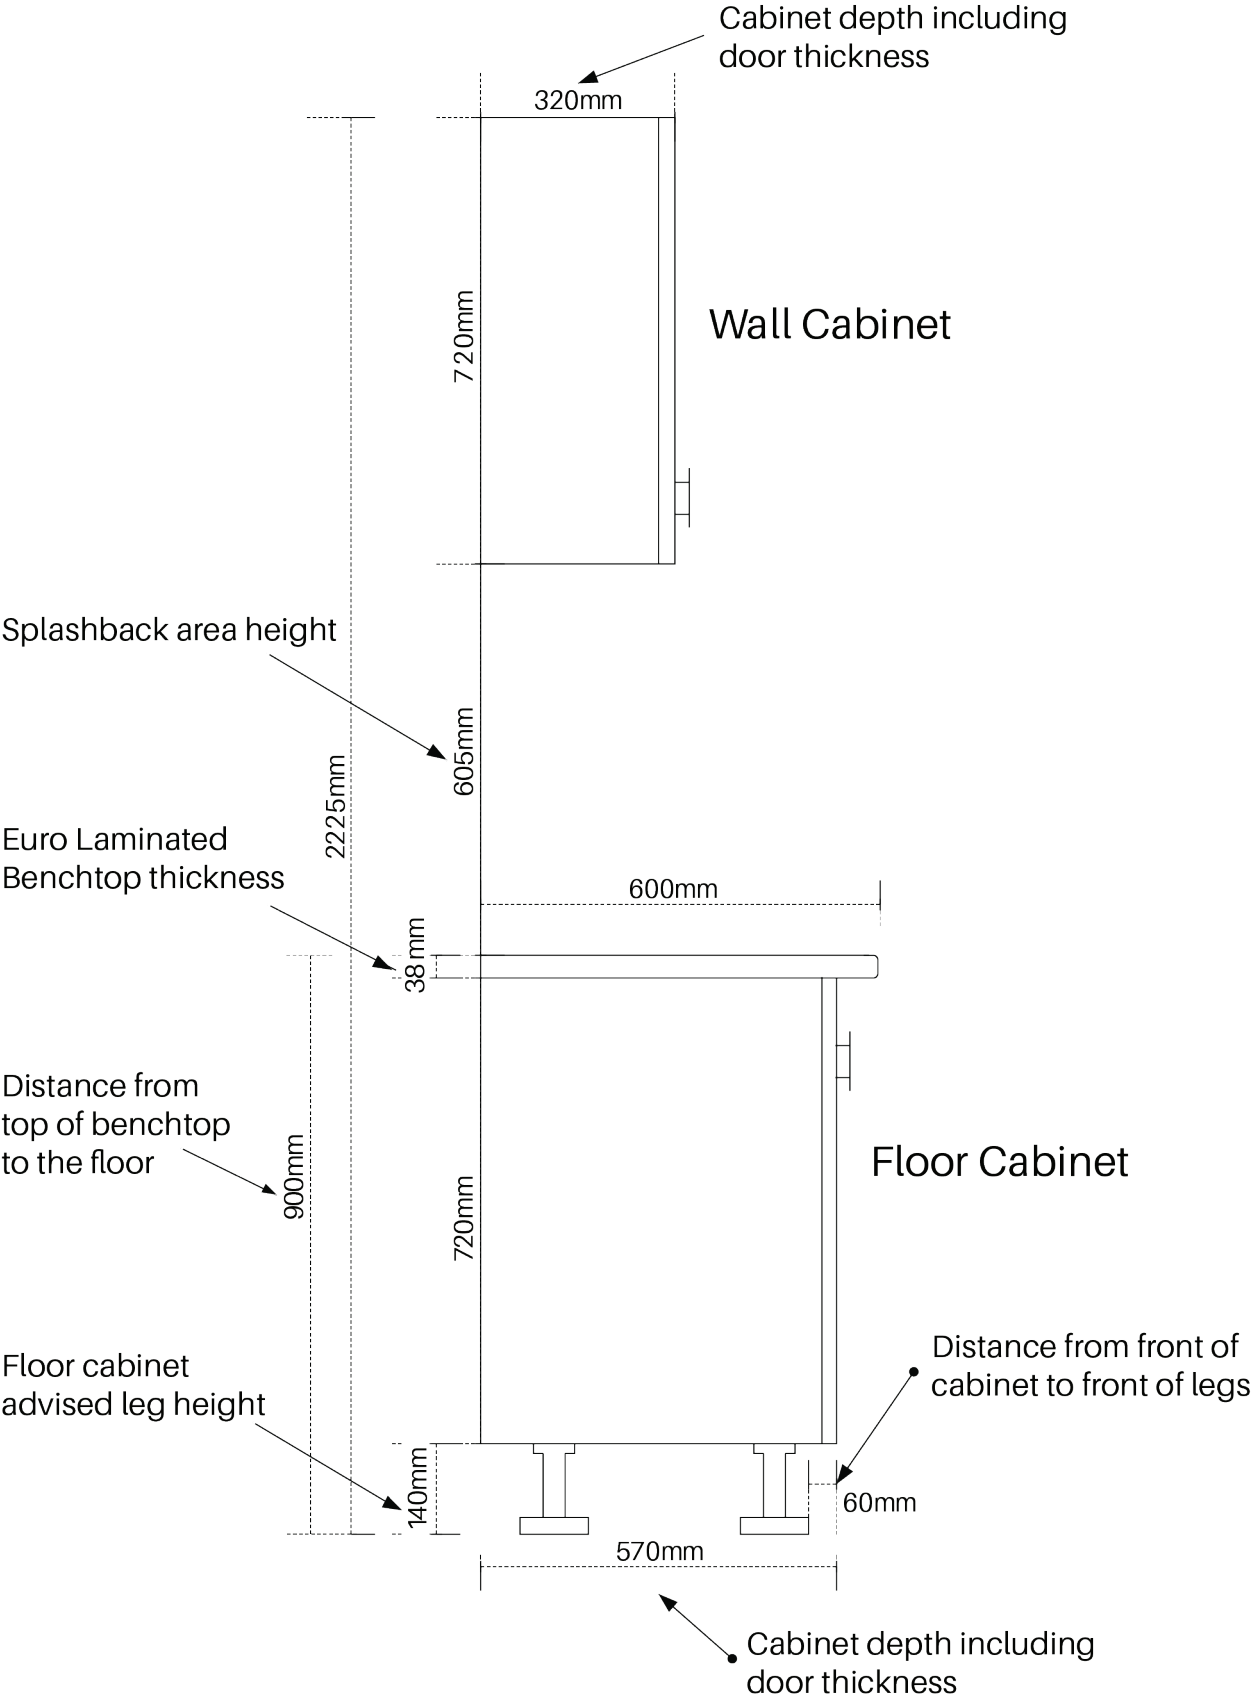 Cabinet depth including
door thickness
320mm
720mm
Wall Cabinet
Splashback area height
605mm
2225mm
Euro Laminated
Benchtop thickness
600mm
38mm
Distance from
top of benchtop
to the floor
900mm
720mm
Floor Cabinet
Distance from front of
cabinet to front of legs
Floor cabinet
advised leg height
140mm
60mm
570mm
Cabinet depth including
door thickness